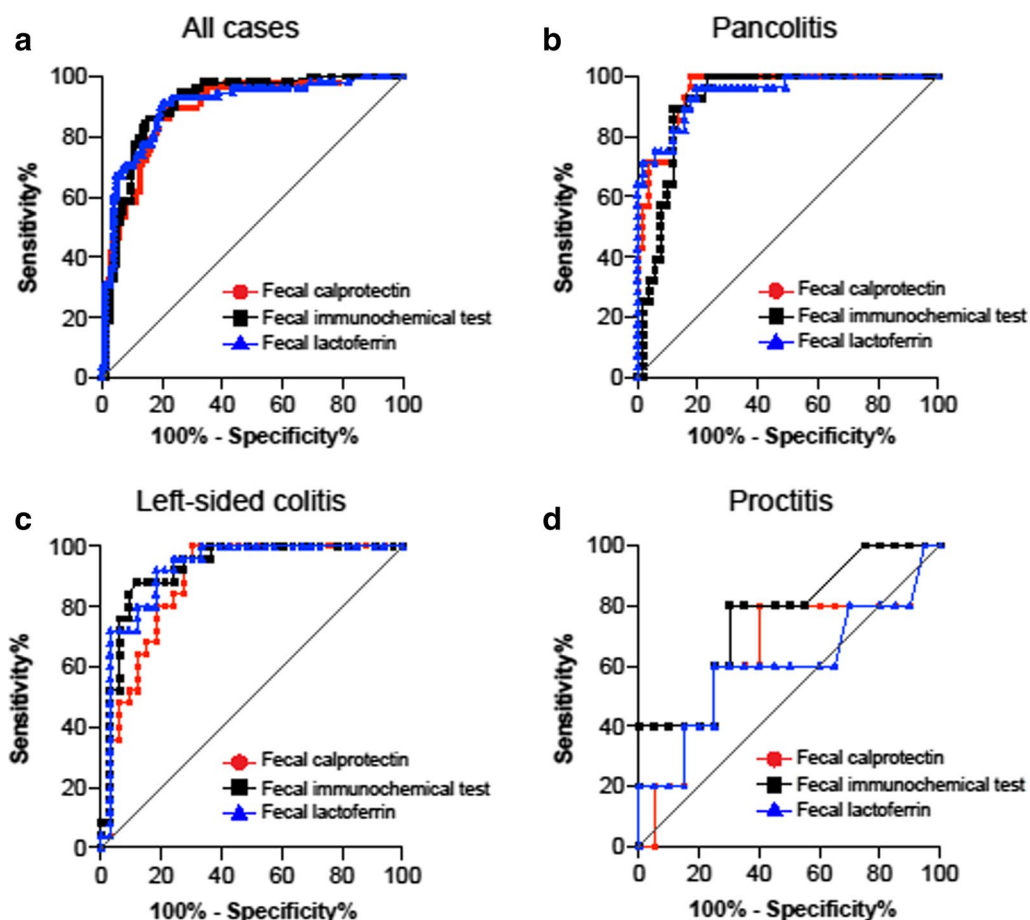 a
All cases
100
80
60
40
20
0
Sensitivity%
0 20 40 60 80 100
100% - Specificity%
Fecal calprotectin
Fecal immunochemical test
Fecal lactoferrin
b
Pancolitis
100
80
60
40
20
0
Sensitivity%
0 20 40 60 80 100
100% - Specificity%
Fecal calprotectin
Fecal immunochemical test
Fecal lactoferrin
c
Left-sided colitis
100
80
60
40
20
0
Sensitivity%
0 20 40 60 80 100
100% - Specificity%
Fecal calprotectin
Fecal immunochemical test
Fecal lactoferrin
d
Proctitis
100
80
60
40
20
0
Sensitivity%
0 20 40 60 80 100
100% - Specificity%
Fecal calprotectin
Fecal immunochemical test
Fecal lactoferrin